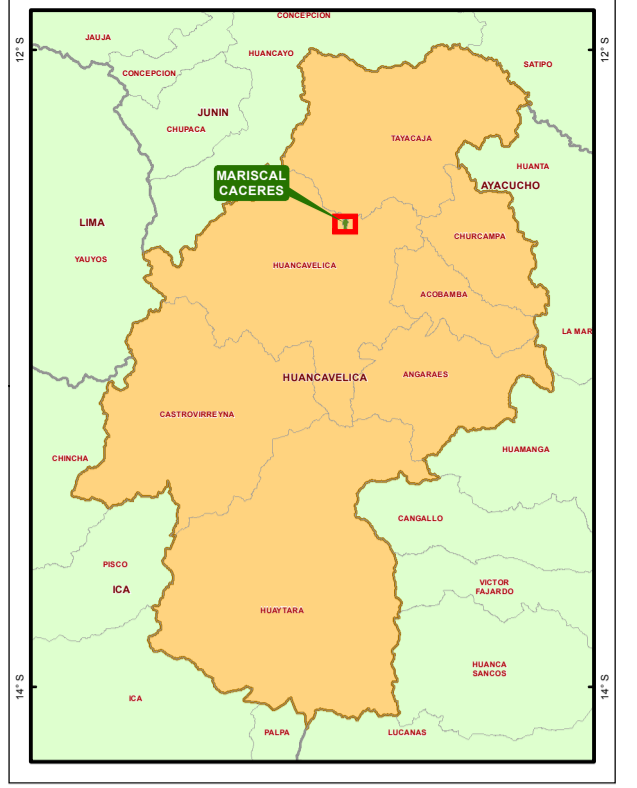 CONCEPCION
JAUJA
HUANCAYO
12° S
12° S
SATIPO
CONCEPCION
JUNIN
CHUPACA
TAYACAJA
HUANTA
MARISCAL
CACERES
AYACUCHO
LIMA
CHURCAMPA
YAUYOS
HUANCAVELICA
ACOBAMBA
LA MAR
HUANCAVELICA
ANGARAES
CASTROVIRREYNA
CHINCHA
HUAMANGA
CANGALLO
PISCO
ICA
VICTOR
FAJARDO
HUAYTARA
HUANCA
SANCOS
14° S
14° S
ICA
PALPA
LUCANAS